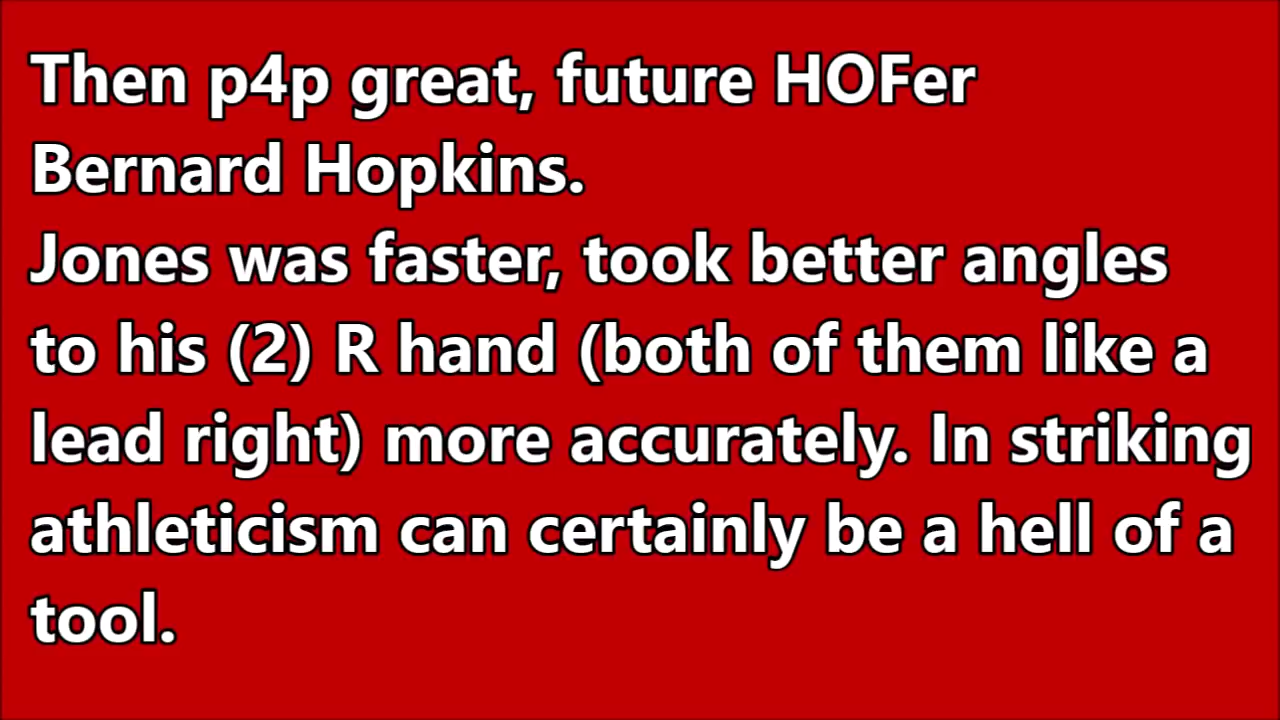 Then p4p great, future HOFer
Bernard Hopkins.
Jones was faster, took better angles
to his (2) R hand (both of them like a
lead right) more accurately. In striking
athleticism can certainly be a hell of a
tool.